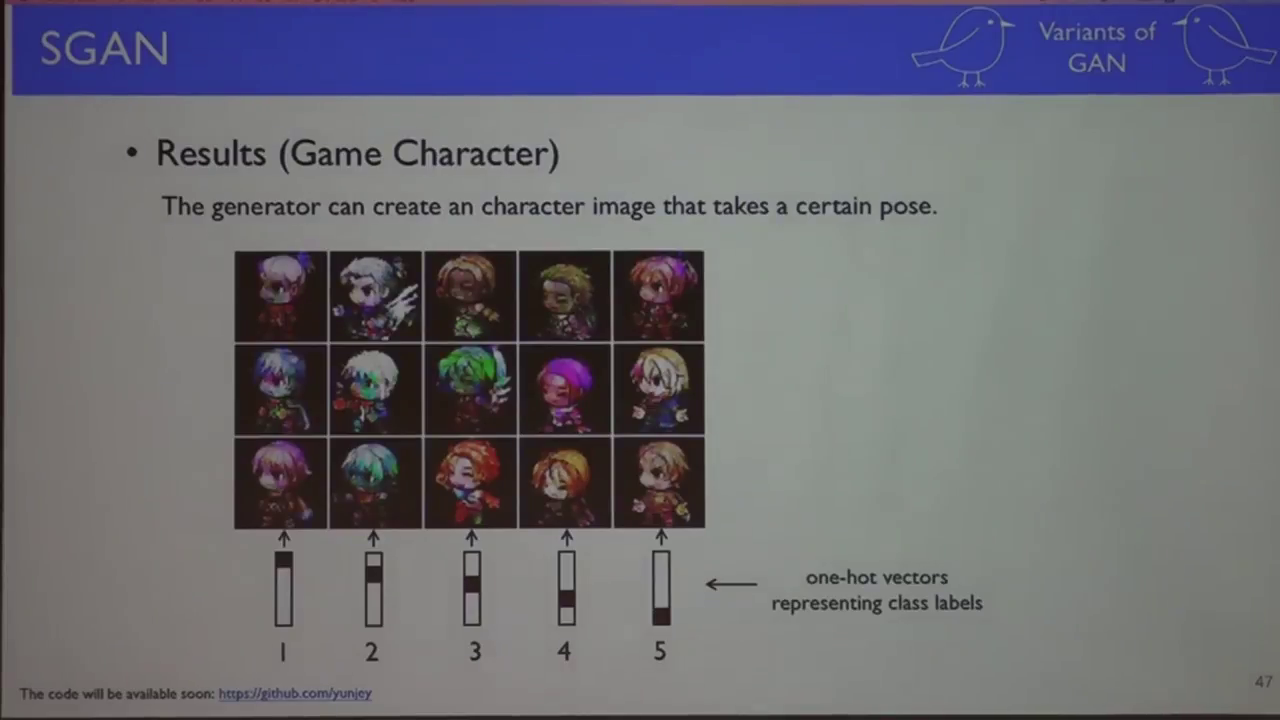 SGAN
Variants of
GAN
• Results (Game Character)
The generator can create an character image that takes a certain pose.
one-hot vectors
representing class labels
1 2 3 4 5
The code will be available soon: https://github.com/yunjey
47